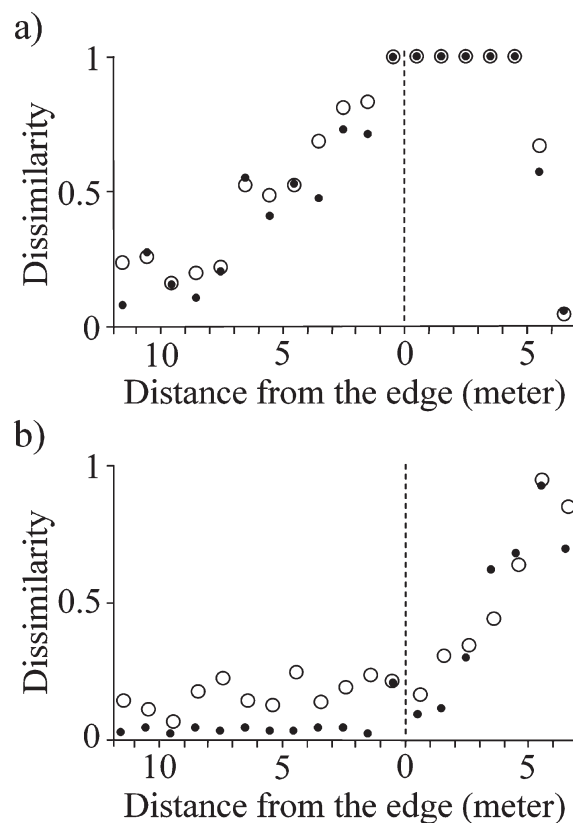 a)
1
0.5
0
Dissimilarity
10 5 0 5
Distance from the edge (meter)
b)
1
0.5
0
Dissimilarity
10 5 0 5
Distance from the edge (meter)